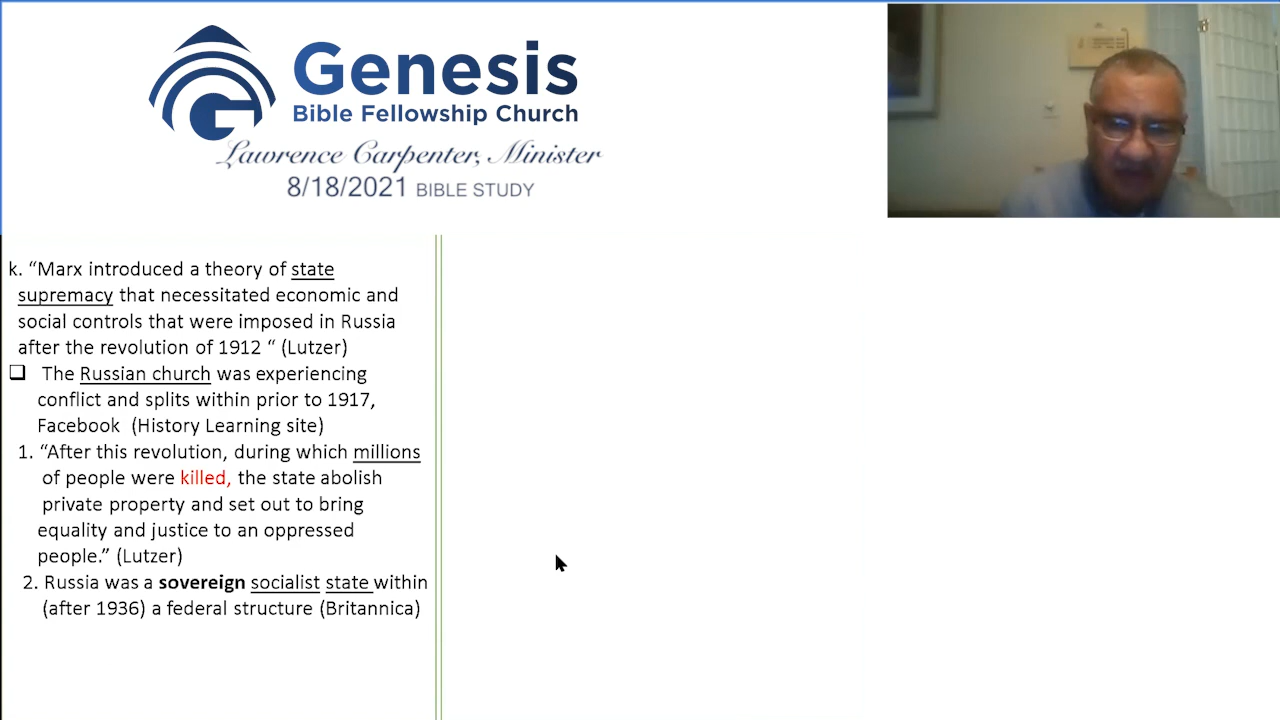 Genesis
Bible Fellowship Church
Lawrence Carpenter, Minister
8/18/2021 BIBLE STUDY
k. “Marx introduced a theory of state
supremacy that necessitated economic and
social controls that were imposed in Russia
after the revolution of 1912 “ (Lutzer)
❑ The Russian church was experiencing
conflict and splits within prior to 1917,
Facebook (History Learning site)
1. “After this revolution, during which millions
of people were killed, the state abolish
private property and set out to bring
equality and justice to an oppressed
people.” (Lutzer)
2. Russia was a sovereign socialist state within
(after 1936) a federal structure (Britannica)